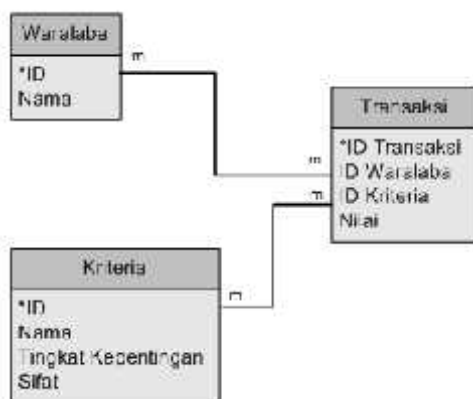 Waralaba
*ID
Nama
m
Transaksi
*ID Transaksi
ID Waralaba
ID Kriteria
Nilai
m
m
Kriteria
*ID
Nama
Tingkat Kepentingan
Sifat
m